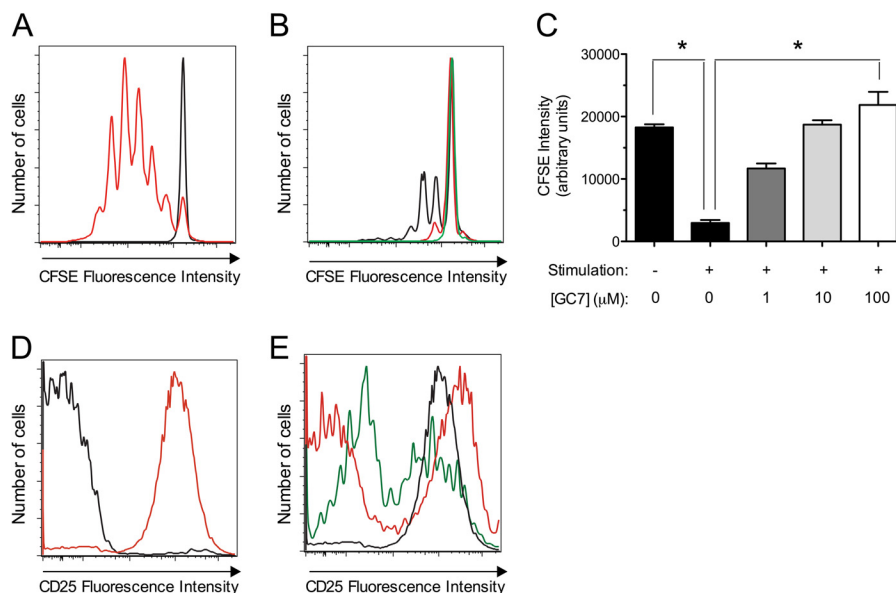 A
Number of cells
CFSE Fluorescence Intensity
B
Number of cells
CFSE Fluorescence Intensity
C
CFSE Intensity
(arbitrary units)
30000
20000
10000
0
* *
Stimulation: - + + + +
[GC7] (μM): 0 0 1 10 100
D
Number of cells
CD25 Fluorescence Intensity
E
Number of cells
CD25 Fluorescence Intensity